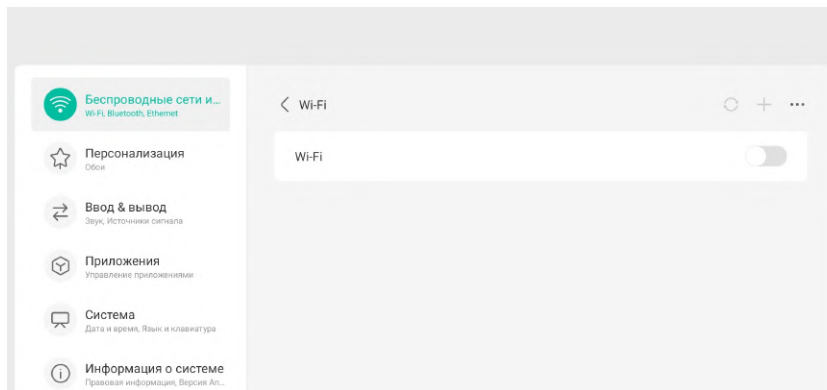 Беспроводные сети и...
Wi-Fi, Bluetooth, Ethernet
Wi-Fi
Wi-Fi
Персонализация
Обои
Ввод & вывод
Звук, Источники сигнала
Приложения
Управление приложениями
Система
Дата и время, Язык и клавиатура
Информация о системе
Правовая информация, Версия An...